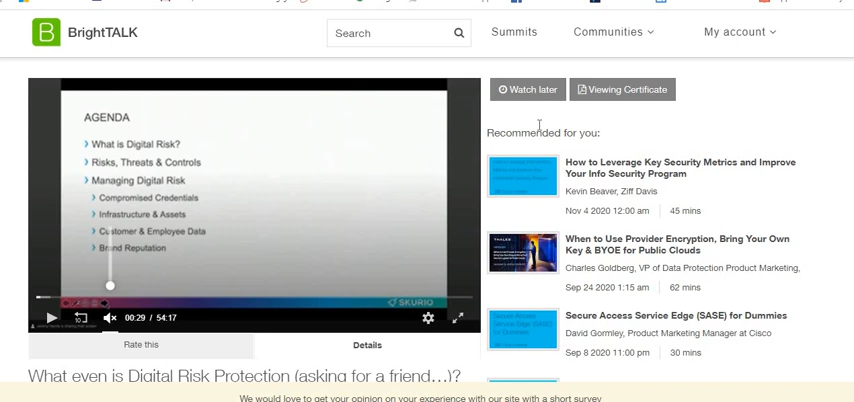 BrightTALK
Search
Summits
Communities
My account
AGENDA
What is Digital Risk?
Risks, Threats & Controls
Managing Digital Risk
Compromised Credentials
Infrastructure & Assets
Customer & Employee Data
Brand Reputation
SKURIO
10
00:29 / 54:17
Rate this
Details
What even is Digital Risk Protection (asking for a friend…)?
Watch later
Viewing Certificate
Recommended for you:
How to Leverage Key Security Metrics and Improve
Your Info Security Program
Kevin Beaver, Ziff Davis
Nov 4 2020 12:00 am
45 mins
THALES
When to Use Provider Encryption, Bring Your Own
Key & BYOE for Public Clouds
Charles Goldberg, VP of Data Protection Product Marketing,
Sep 24 2020 1:15 am
62 mins
Secure Access Service Edge (SASE) for Dummies
David Gormley, Product Marketing Manager at Cisco
Sep 8 2020 11:00 pm
30 mins
We would love to get your opinion on your experience with our site with a short survey